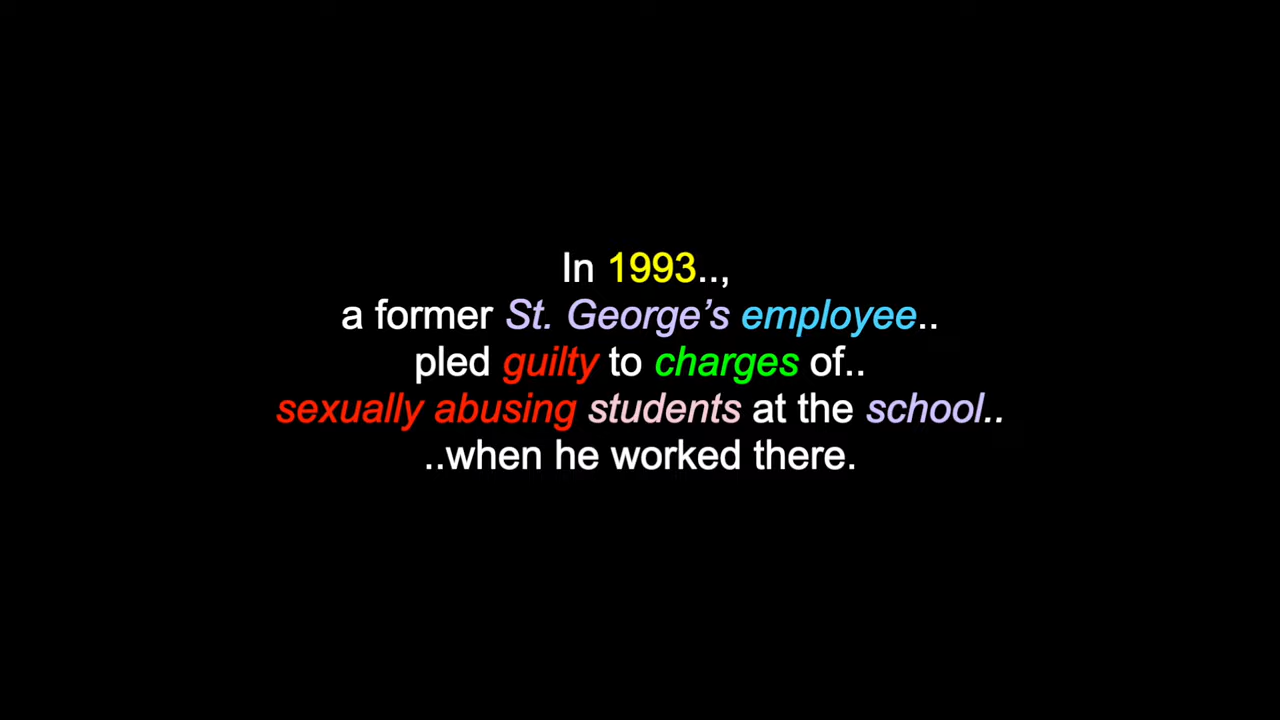 In 1993..,
a former St. George’s employee..
pled guilty to charges of..
sexually abusing students at the school..
..when he worked there.